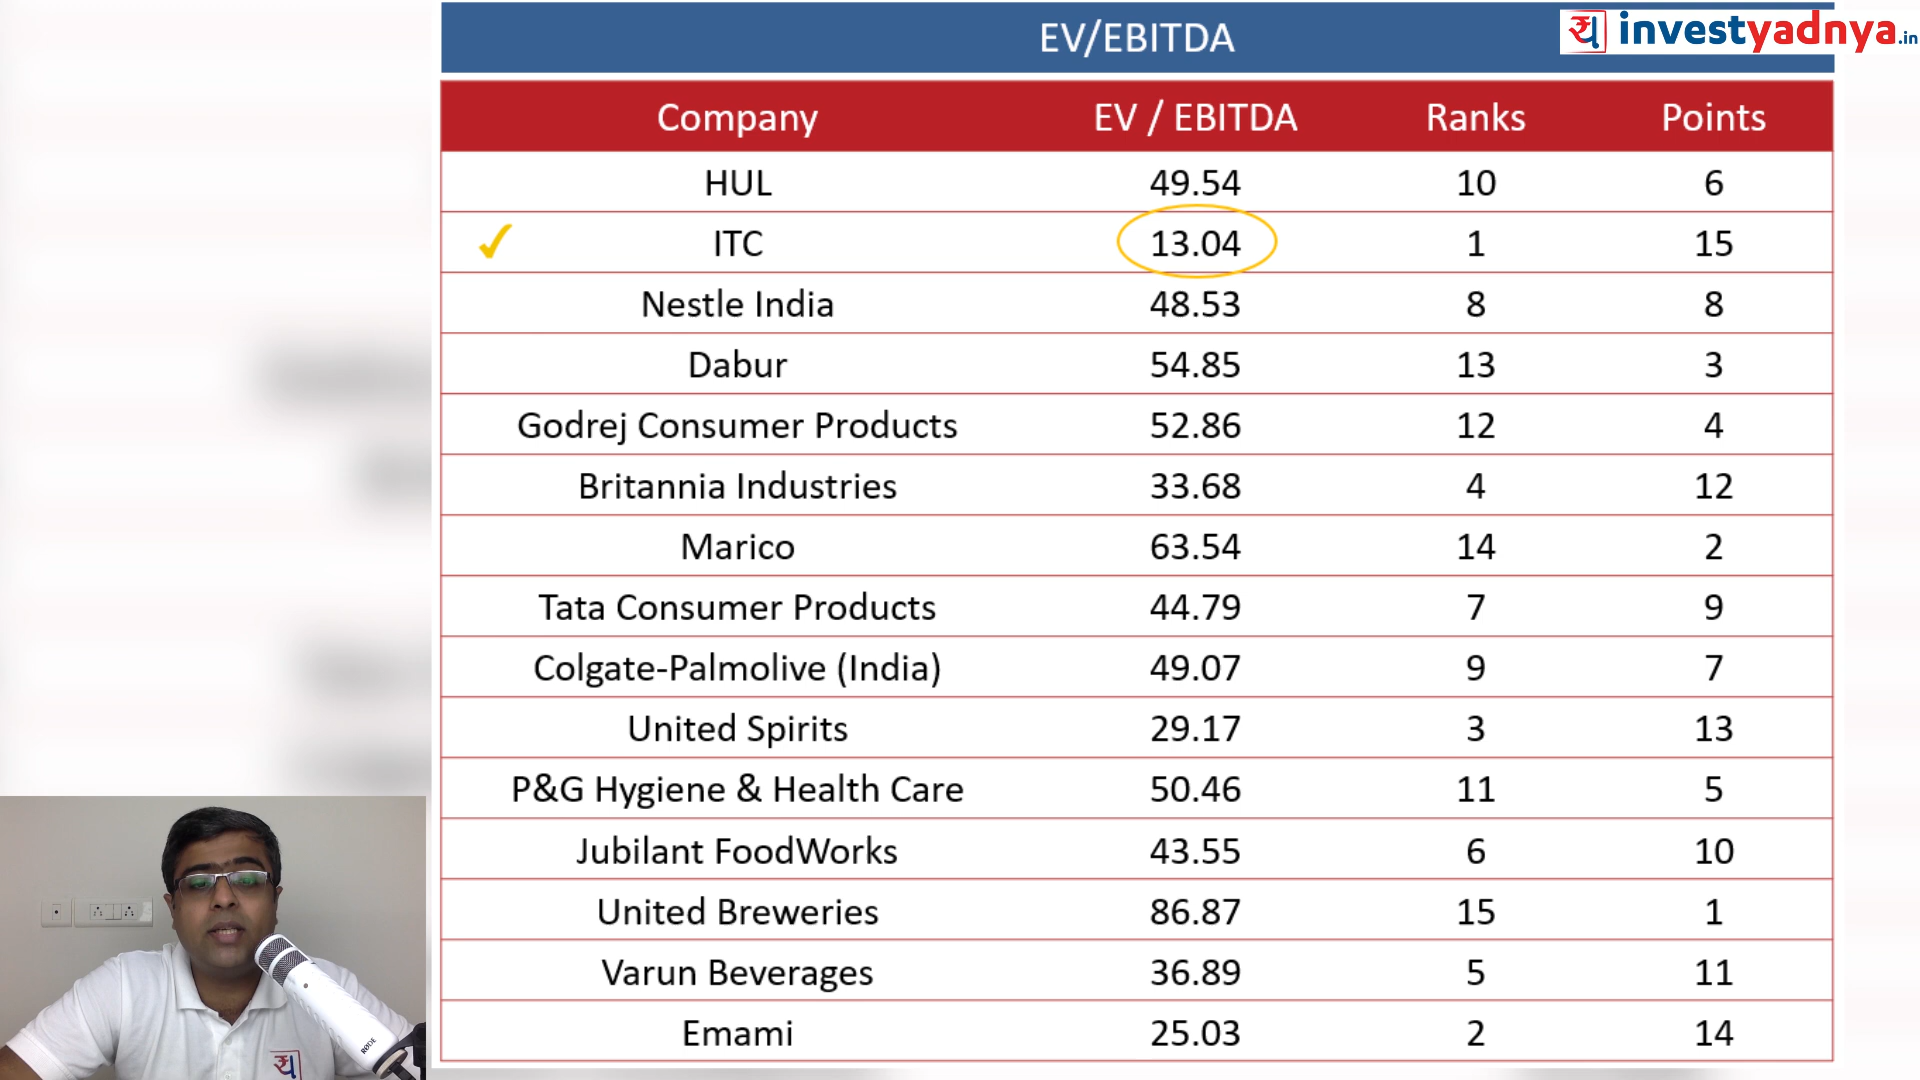 EV/EBITDA
य investyadnya.in
Company EV / EBITDA Ranks Points
HUL 49.54 10 6
ITC 13.04 1 15
Nestle India 48.53 8 8
Dabur 54.85 13 3
Godrej Consumer Products 52.86 12 4
Britannia Industries 33.68 4 12
Marico 63.54 14 2
Tata Consumer Products 44.79 7 9
Colgate-Palmolive (India) 49.07 9 7
United Spirits 29.17 3 13
P&G Hygiene & Health Care 50.46 11 5
Jubilant FoodWorks 43.55 6 10
United Breweries 86.87 15 1
Varun Beverages 36.89 5 11
Emami 25.03 2 14
RØDE
य